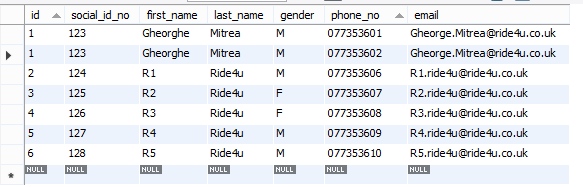 id social_id_no first_name last_name gender phone_no email
1 123 Gheorghe Mitrea M 077353601 Gheorge.Mitrea@ride4u.co.uk
1 123 Gheorghe Mitrea M 077353602 Gheorge.Mitrea@ride4u.co.uk
2 124 R1 Ride4u M 077353606 R1.ride4u@ride4u.co.uk
3 125 R2 Ride4u F 077353607 R2.ride4u@ride4u.co.uk
4 126 R3 Ride4u F 077353608 R3.ride4u@ride4u.co.uk
5 127 R4 Ride4u M 077353609 R4.ride4u@ride4u.co.uk
6 128 R5 Ride4u M 077353610 R5.ride4u@ride4u.co.uk
NULL NULL NULL NULL NULL NULL NULL